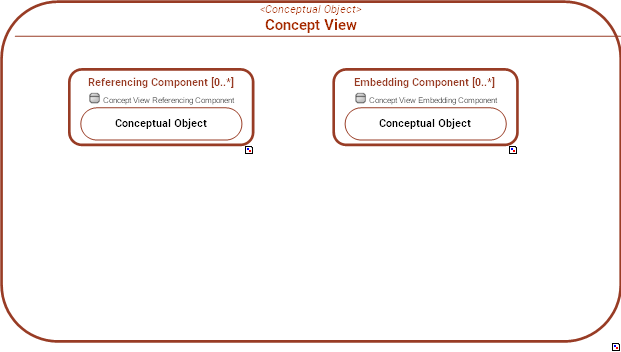 <Conceptual Object>
Concept View
Referencing Component [0..*]
Concept View Referencing Component
Conceptual Object
Embedding Component [0..*]
Concept View Embedding Component
Conceptual Object